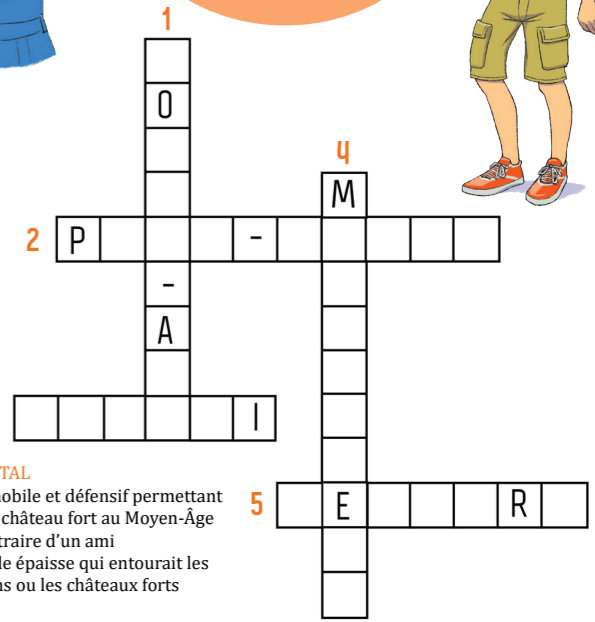 1
O
4
M
2 P -
-
A
I
TAL
mobile et défensif permettant
château fort au Moyen-Âge
traire d'un ami
le épaisse qui entourait les
ns ou les châteaux forts
5 E R